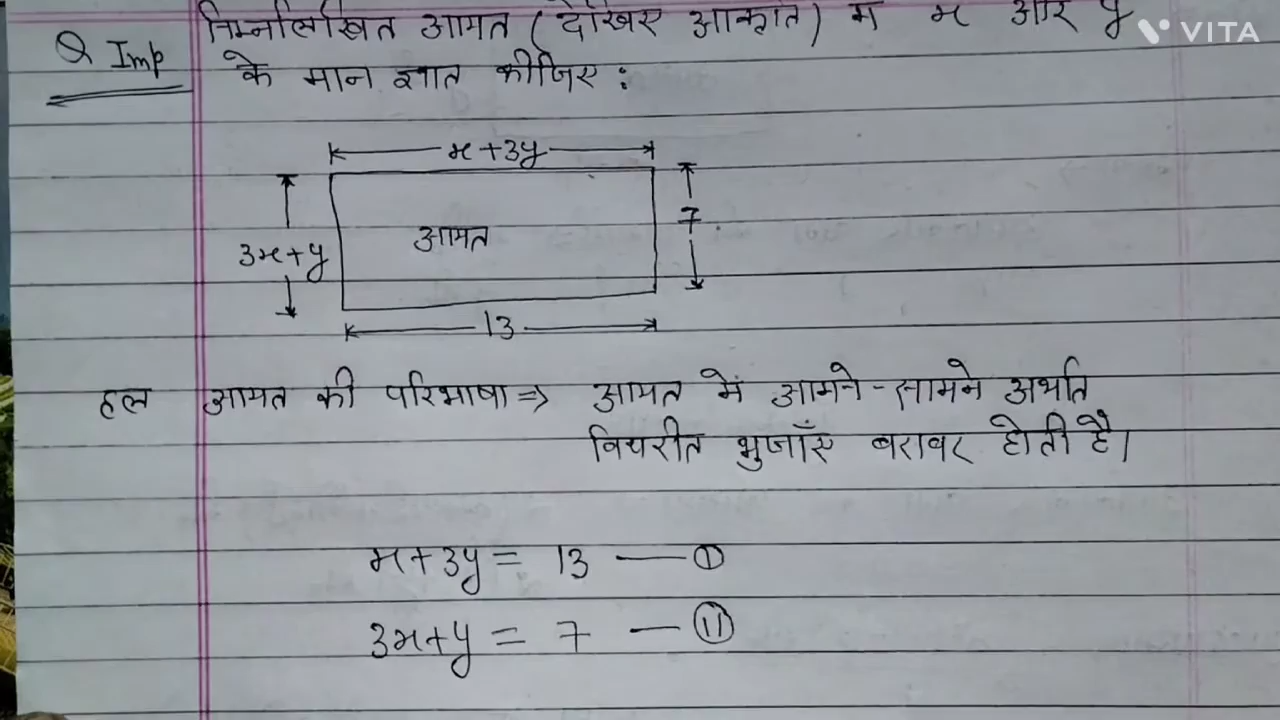 निम्नलिखित आयत (देखिए आकृति) में x और y
VITA
Q Imp
के मान ज्ञात कीजिए :
x+3y
3x+y
आयत
7
13
हल आयत की परिभाषा ⇒ आयत में आमने-सामने अर्थात
विपरीत भुजाएँ बराबर होती है।
x+3y = 13 — ①
3x+y = 7 — ⑪